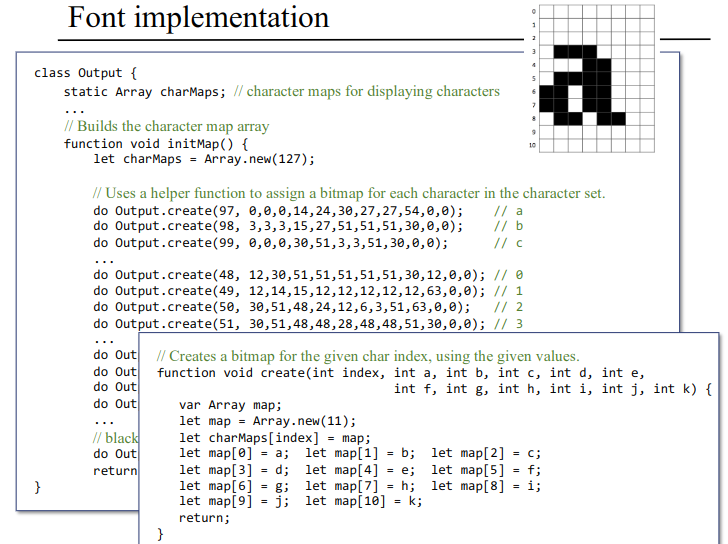 Font implementation
0
1
2
3
4
5
6
7
8
9
10
class Output {
static Array charMaps; // character maps for displaying characters
...
// Builds the character map array
function void initMap() {
let charMaps = Array.new(127);
// Uses a helper function to assign a bitmap for each character in the character set.
do Output.create(97, 0,0,0,14,24,30,27,27,54,0,0); // a
do Output.create(98, 3,3,3,15,27,51,51,51,30,0,0); // b
do Output.create(99, 0,0,0,30,51,3,3,51,30,0,0); // c
...
do Output.create(48, 12,30,51,51,51,51,51,30,12,0,0); // 0
do Output.create(49, 12,14,15,12,12,12,12,12,63,0,0); // 1
do Output.create(50, 30,51,48,24,12,6,3,51,63,0,0); // 2
do Output.create(51, 30,51,48,48,28,48,48,51,30,0,0); // 3
...
do Out
do Out
do Out
do Out
...
// black
do Out
return
}
// Creates a bitmap for the given char index, using the given values.
function void create(int index, int a, int b, int c, int d, int e,
int f, int g, int h, int i, int j, int k) {
var Array map;
let map = Array.new(11);
let charMaps[index] = map;
let map[0] = a; let map[1] = b; let map[2] = c;
let map[3] = d; let map[4] = e; let map[5] = f;
let map[6] = g; let map[7] = h; let map[8] = i;
let map[9] = j; let map[10] = k;
return;
}